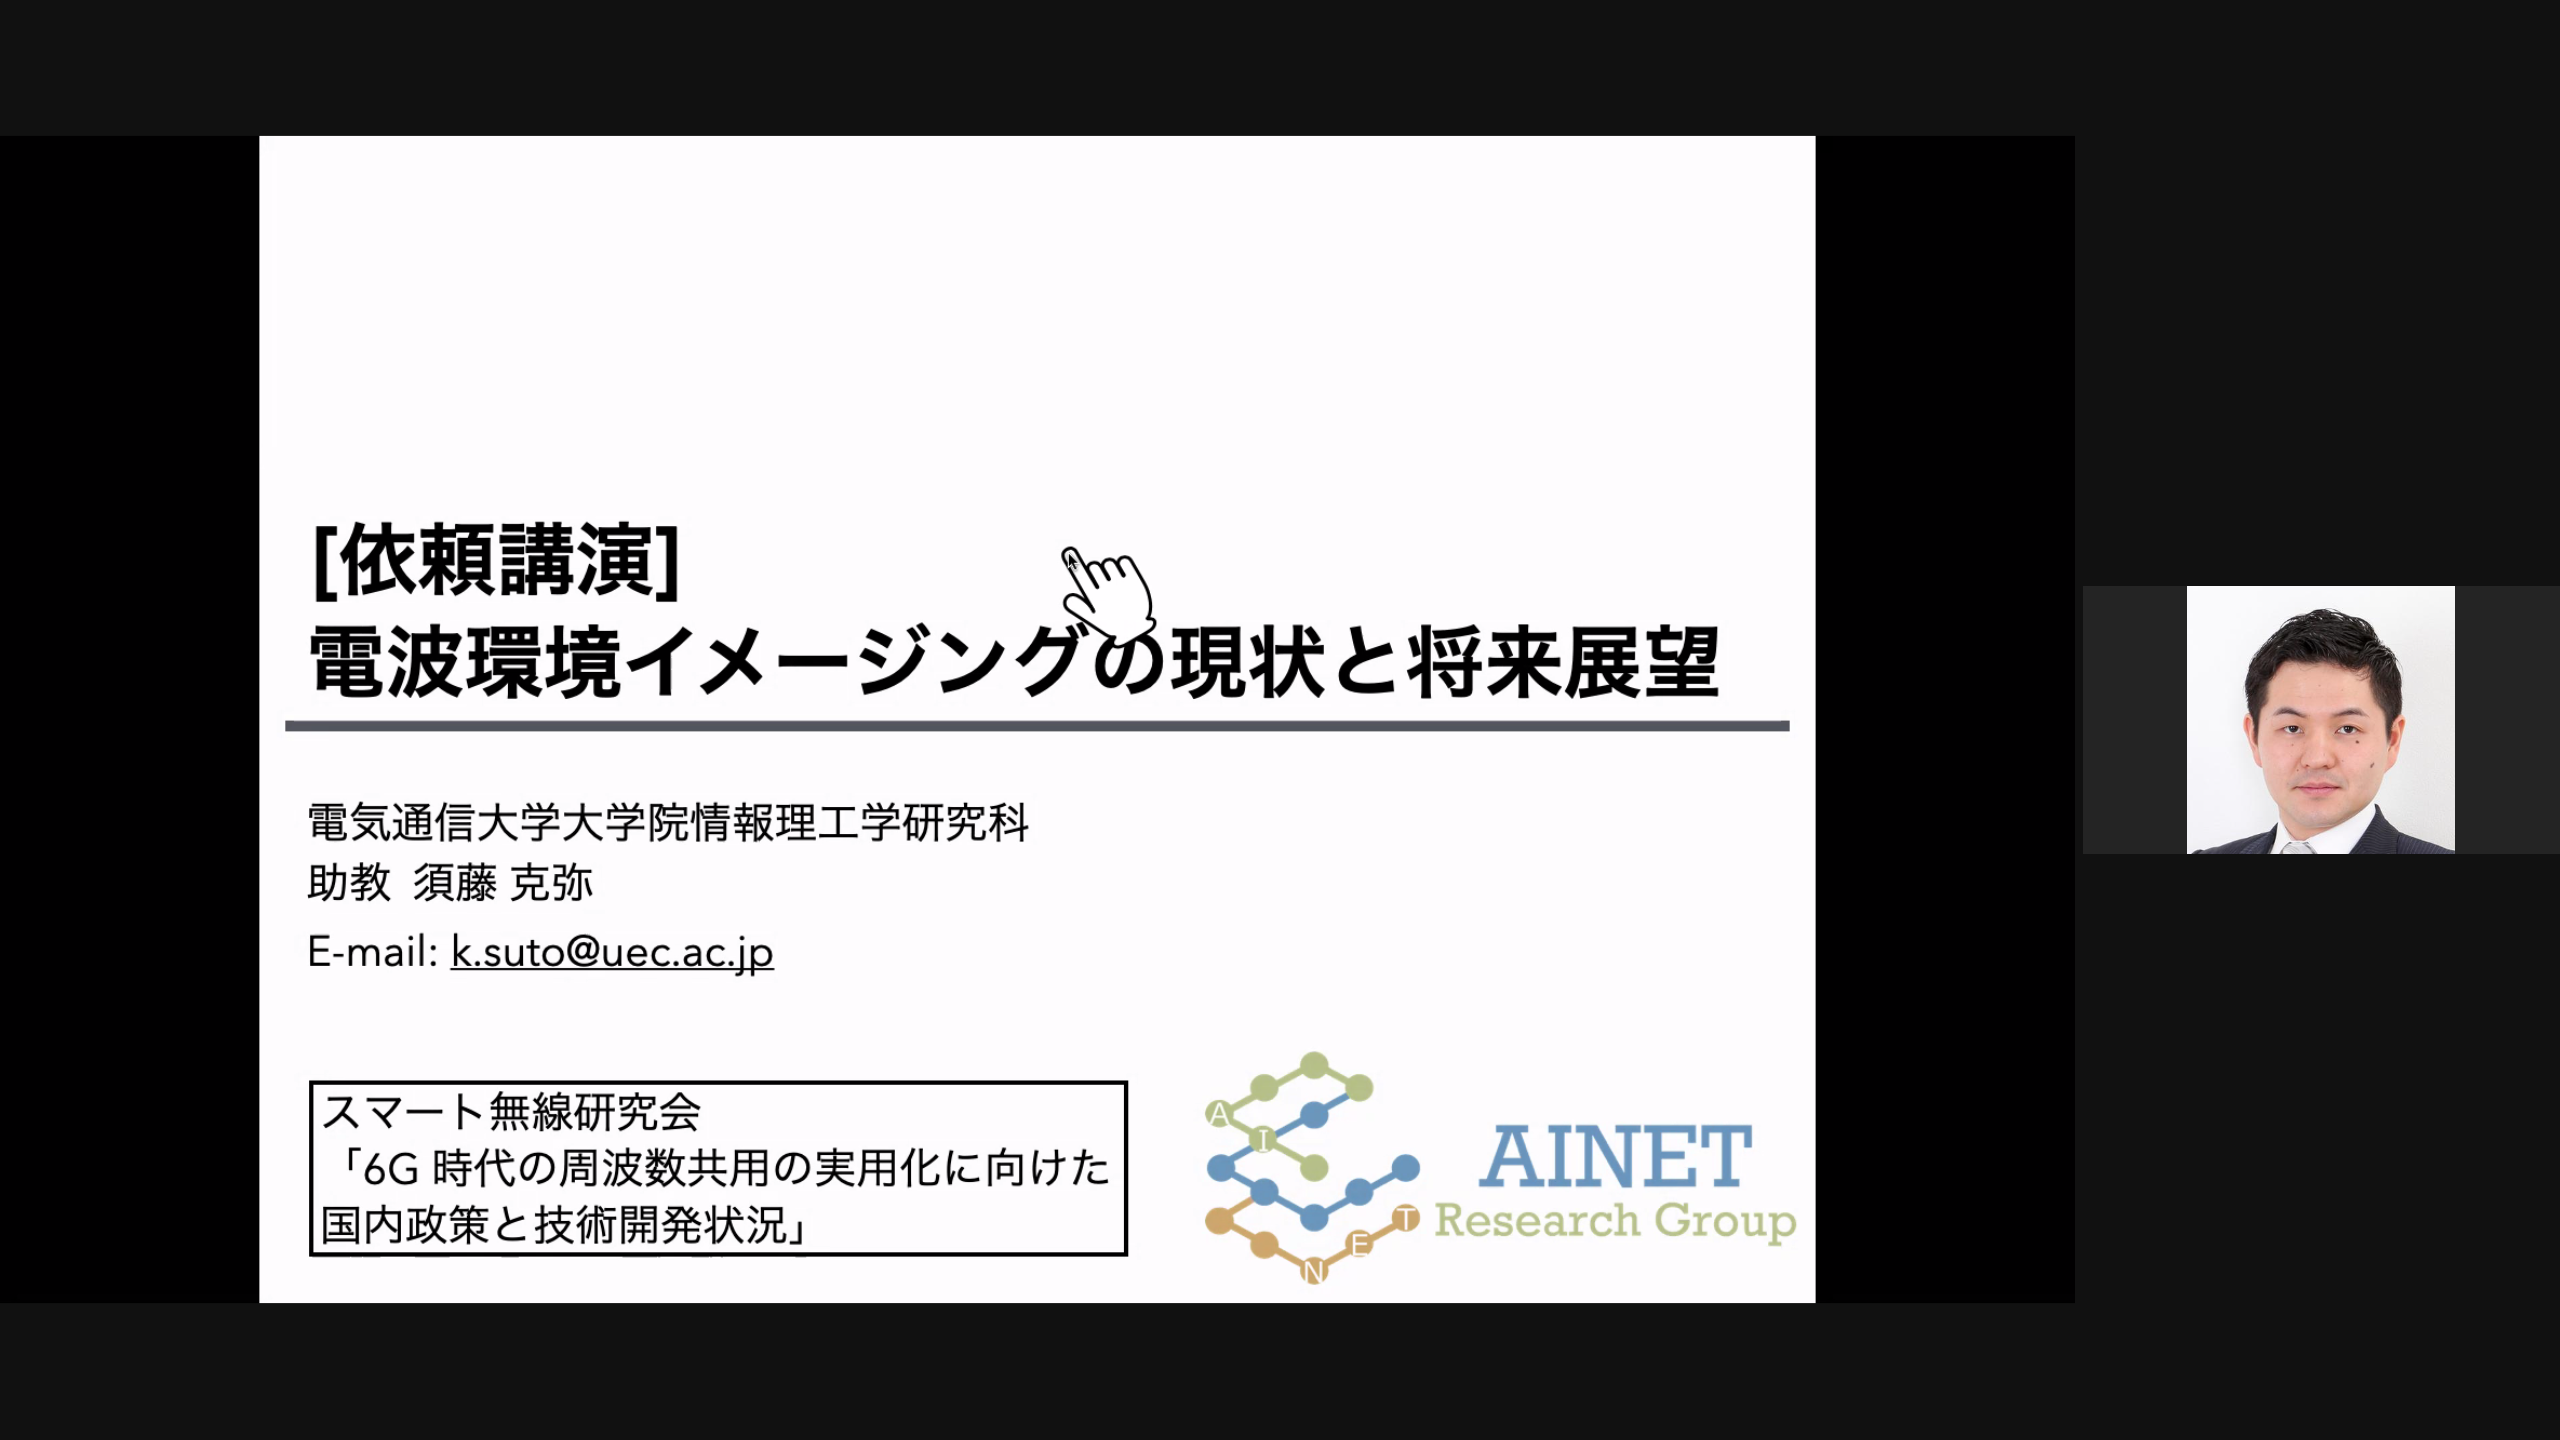 [依頼講演]
電波環境イメージングの現状と将来展望
電気通信大学大学院情報理工学研究科
助教 須藤 克弥
E-mail: k.suto@uec.ac.jp
スマート無線研究会
「6G 時代の周波数共用の実用化に向けた
国内政策と技術開発状況」
A
I
N
E
T
AINET
Research Group